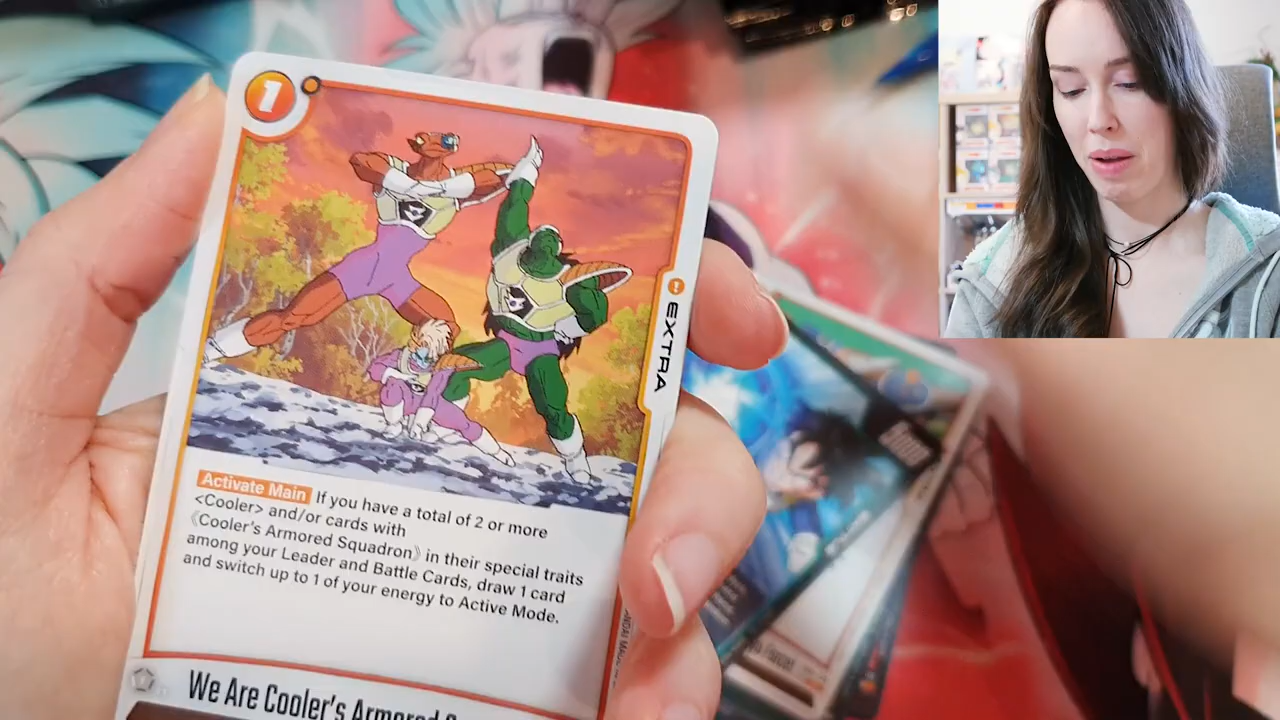 1
EXTRA
Activate Main If you have a total of 2 or more
<Cooler> and/or cards with
《Cooler's Armored Squadron》 in their special traits
among your Leader and Battle Cards, draw 1 card
and switch up to 1 of your energy to Active Mode.
We Are Cooler's Armored